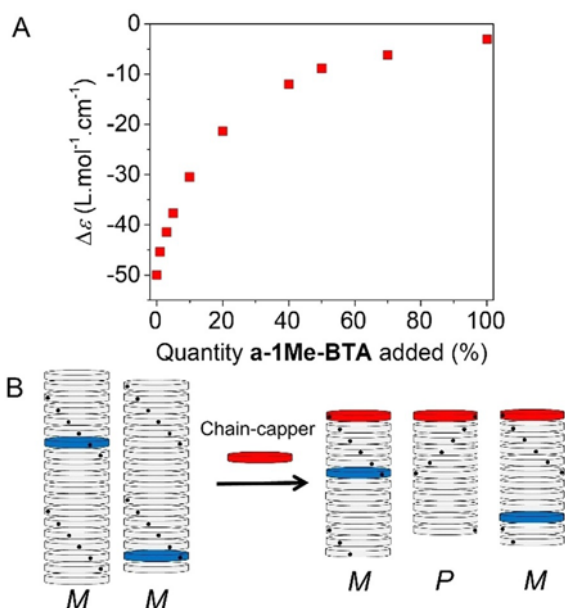 A
0
-10
-20
-30
-40
-50
Δε (L.mol⁻¹.cm⁻¹)
0 20 40 60 80 100
Quantity a-1Me-BTA added (%)
B
Chain-capper
M M M P M